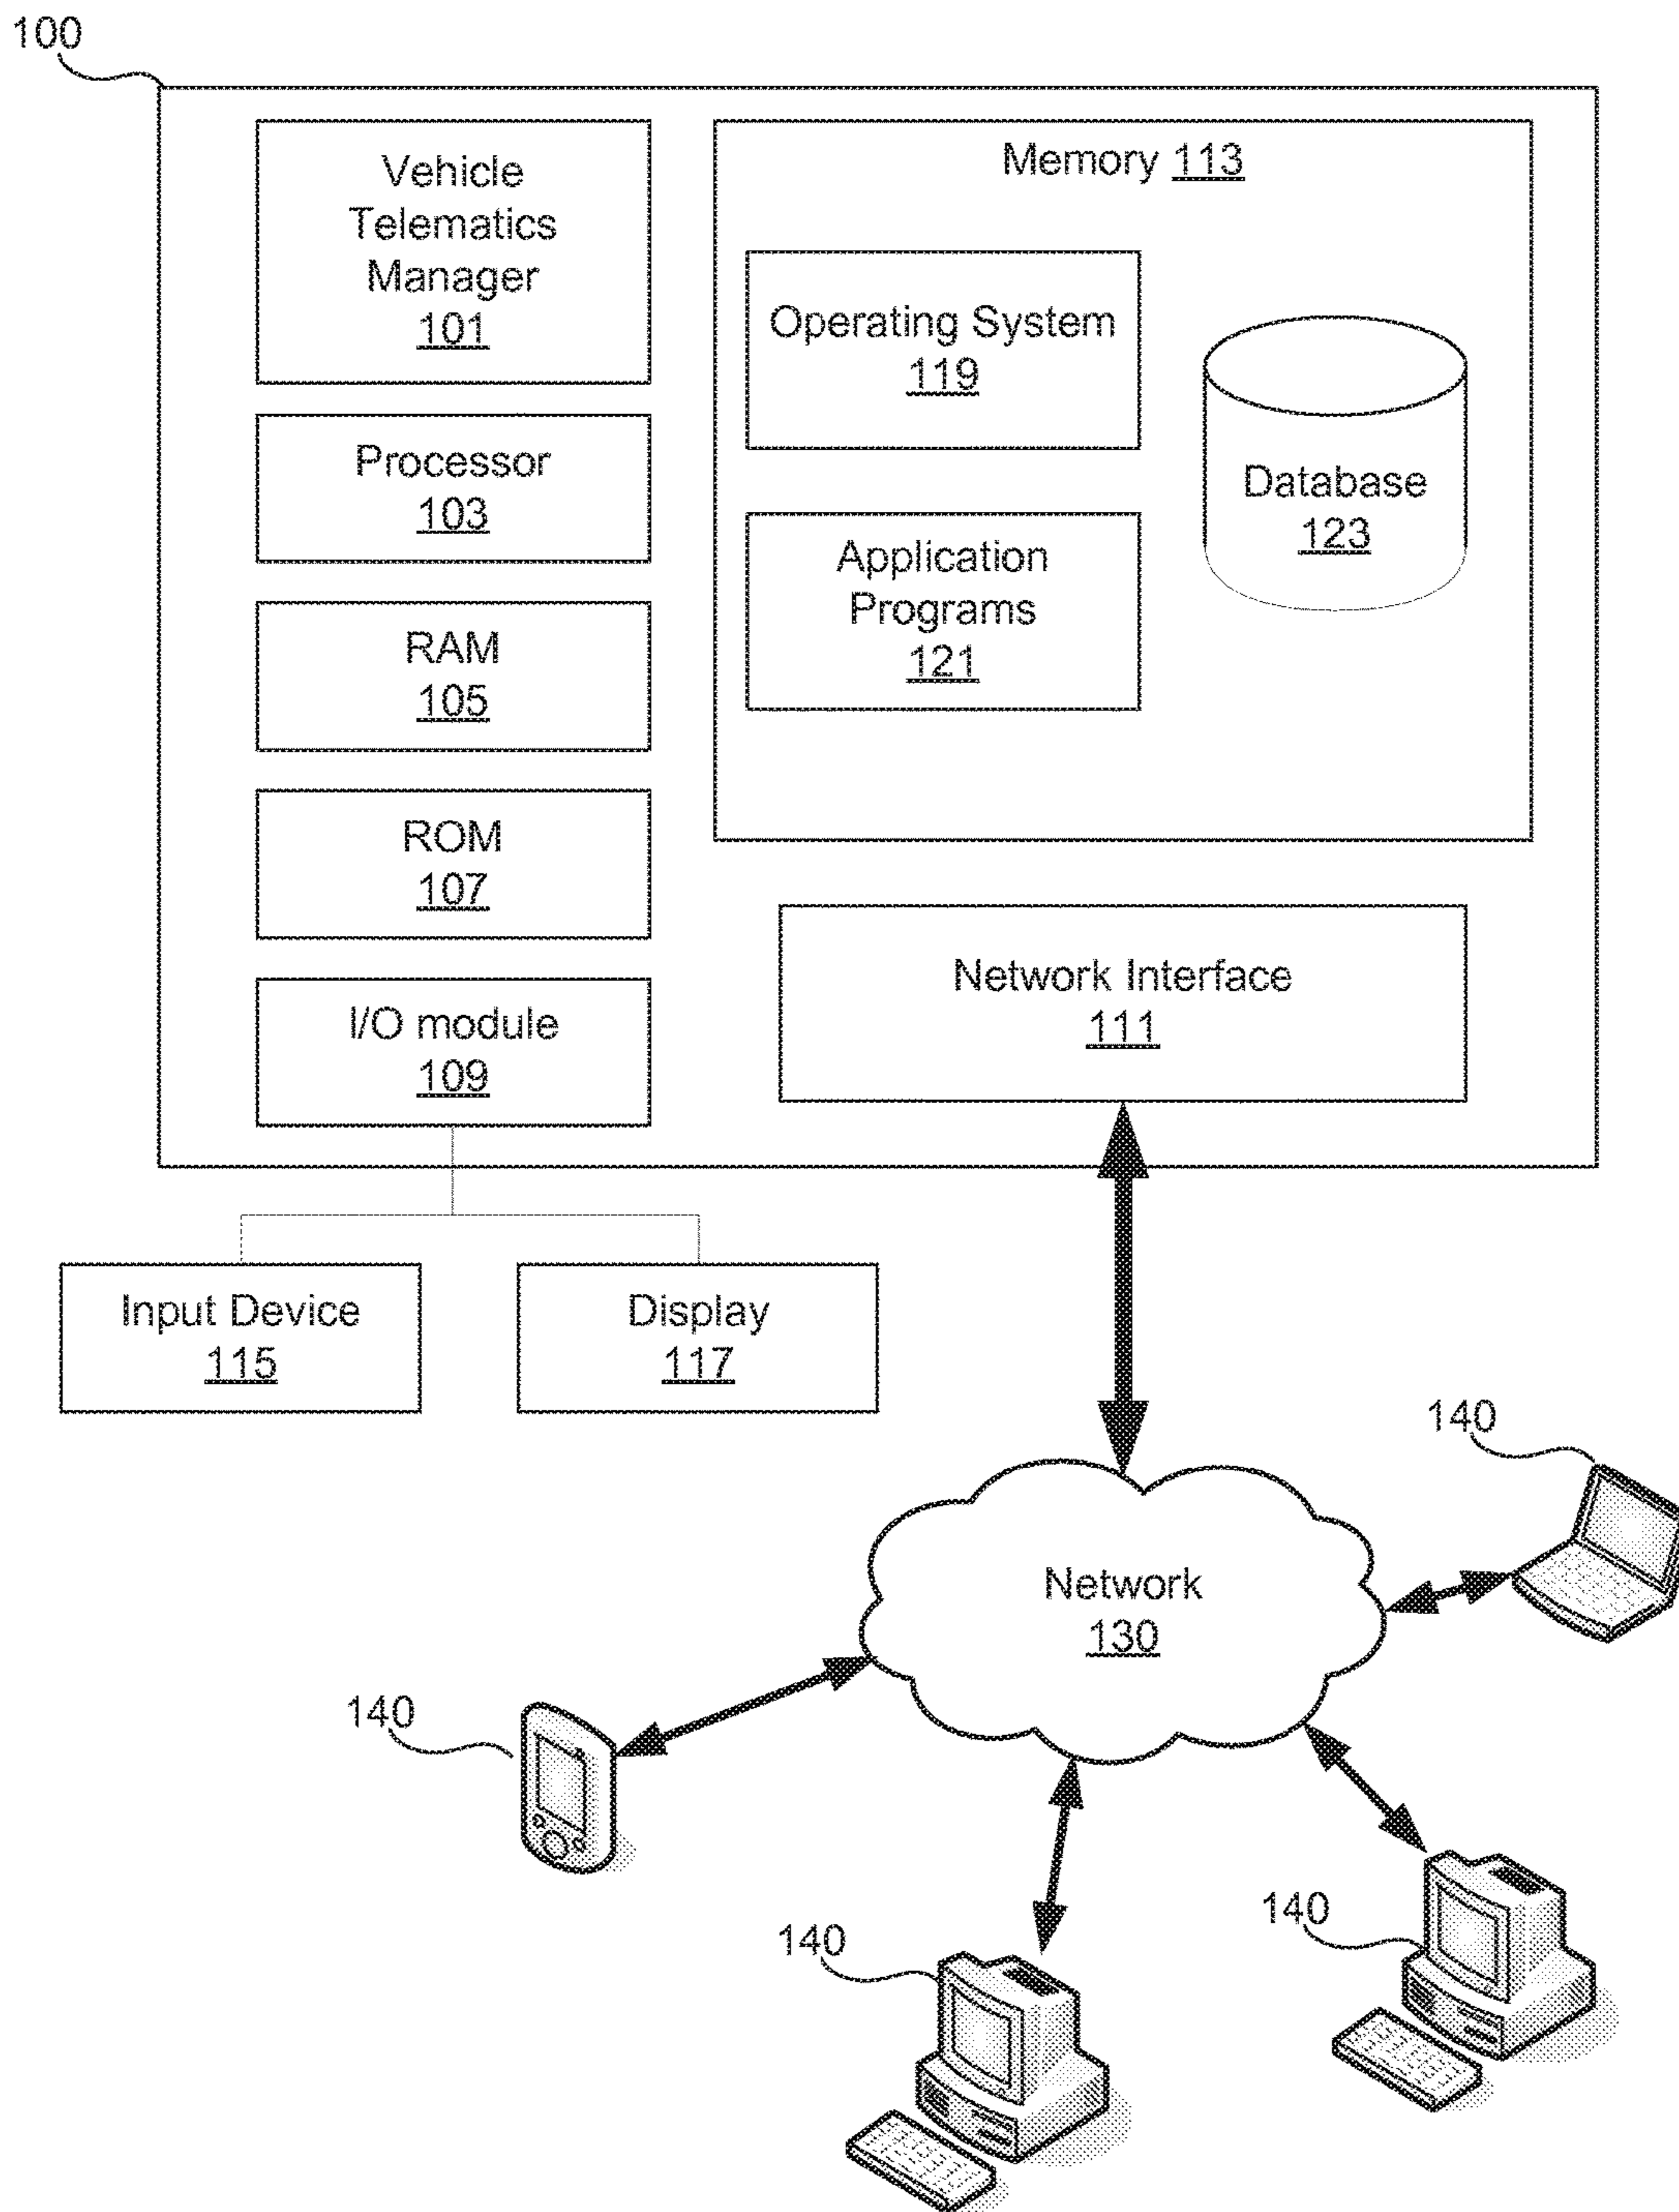 100
Vehicle
Telematics
Manager
101
Processor
103
RAM
105
ROM
107
I/O module
109
Memory 113
Operating System
119
Application
Programs
121
Database
123
Network Interface
111
Input Device
115
Display
117
Network
130
140
140
140
140